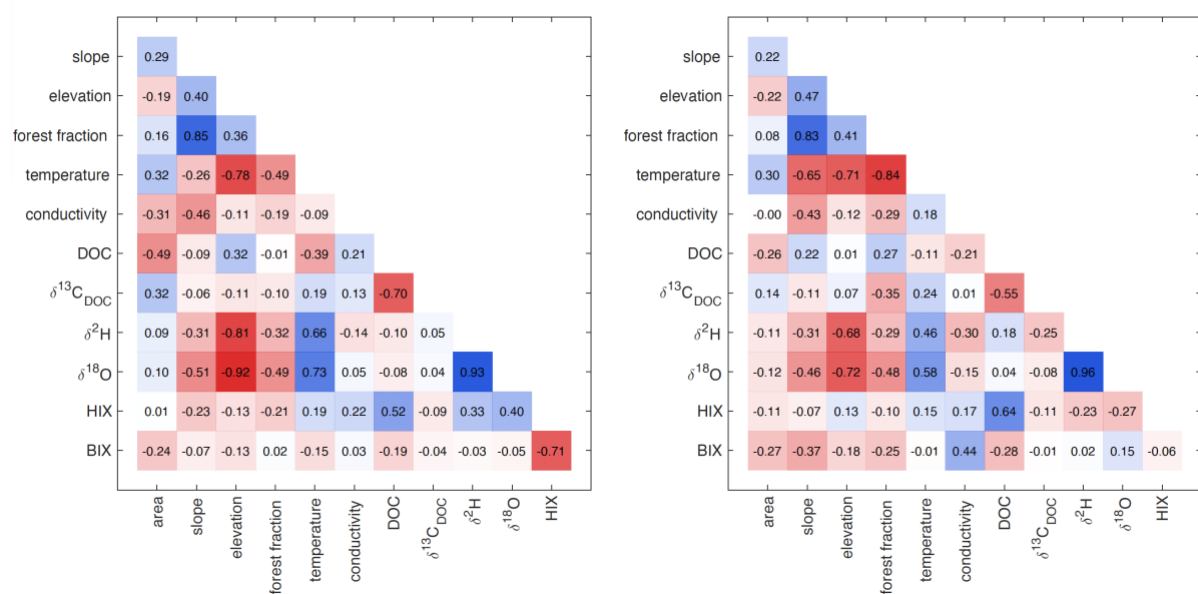 slope 0.29
elevation -0.19 0.40
forest fraction 0.16 0.85 0.36
temperature 0.32 -0.26 -0.78 -0.49
conductivity -0.31 -0.46 -0.11 -0.19 -0.09
DOC -0.49 -0.09 0.32 -0.01 -0.39 0.21
δ¹³C_DOC 0.32 -0.06 -0.11 -0.10 0.19 0.13 -0.70
δ²H 0.09 -0.31 -0.81 -0.32 0.66 -0.14 -0.10 0.05
δ¹⁸O 0.10 -0.51 -0.92 -0.49 0.73 0.05 -0.08 0.04 0.93
HIX 0.01 -0.23 -0.13 -0.21 0.19 0.22 0.52 -0.09 0.33 0.40
BIX -0.24 -0.07 -0.13 0.02 -0.15 0.03 -0.19 -0.04 -0.03 -0.05 -0.71
area slope elevation forest fraction temperature conductivity DOC δ¹³C_DOC δ²H δ¹⁸O HIX
slope 0.22
elevation -0.22 0.47
forest fraction 0.08 0.83 0.41
temperature 0.30 -0.65 -0.71 -0.84
conductivity -0.00 -0.43 -0.12 -0.29 0.18
DOC -0.26 0.22 0.01 0.27 -0.11 -0.21
δ¹³C_DOC 0.14 -0.11 0.07 -0.35 0.24 0.01 -0.55
δ²H -0.11 -0.31 -0.68 -0.29 0.46 -0.30 0.18 -0.25
δ¹⁸O -0.12 -0.46 -0.72 -0.48 0.58 -0.15 0.04 -0.08 0.96
HIX -0.11 -0.07 0.13 -0.10 0.15 0.17 0.64 -0.11 -0.23 -0.27
BIX -0.27 -0.37 -0.18 -0.25 -0.01 0.44 -0.28 -0.01 0.02 0.15 -0.06
area slope elevation forest fraction temperature conductivity DOC δ¹³C_DOC δ²H δ¹⁸O HIX